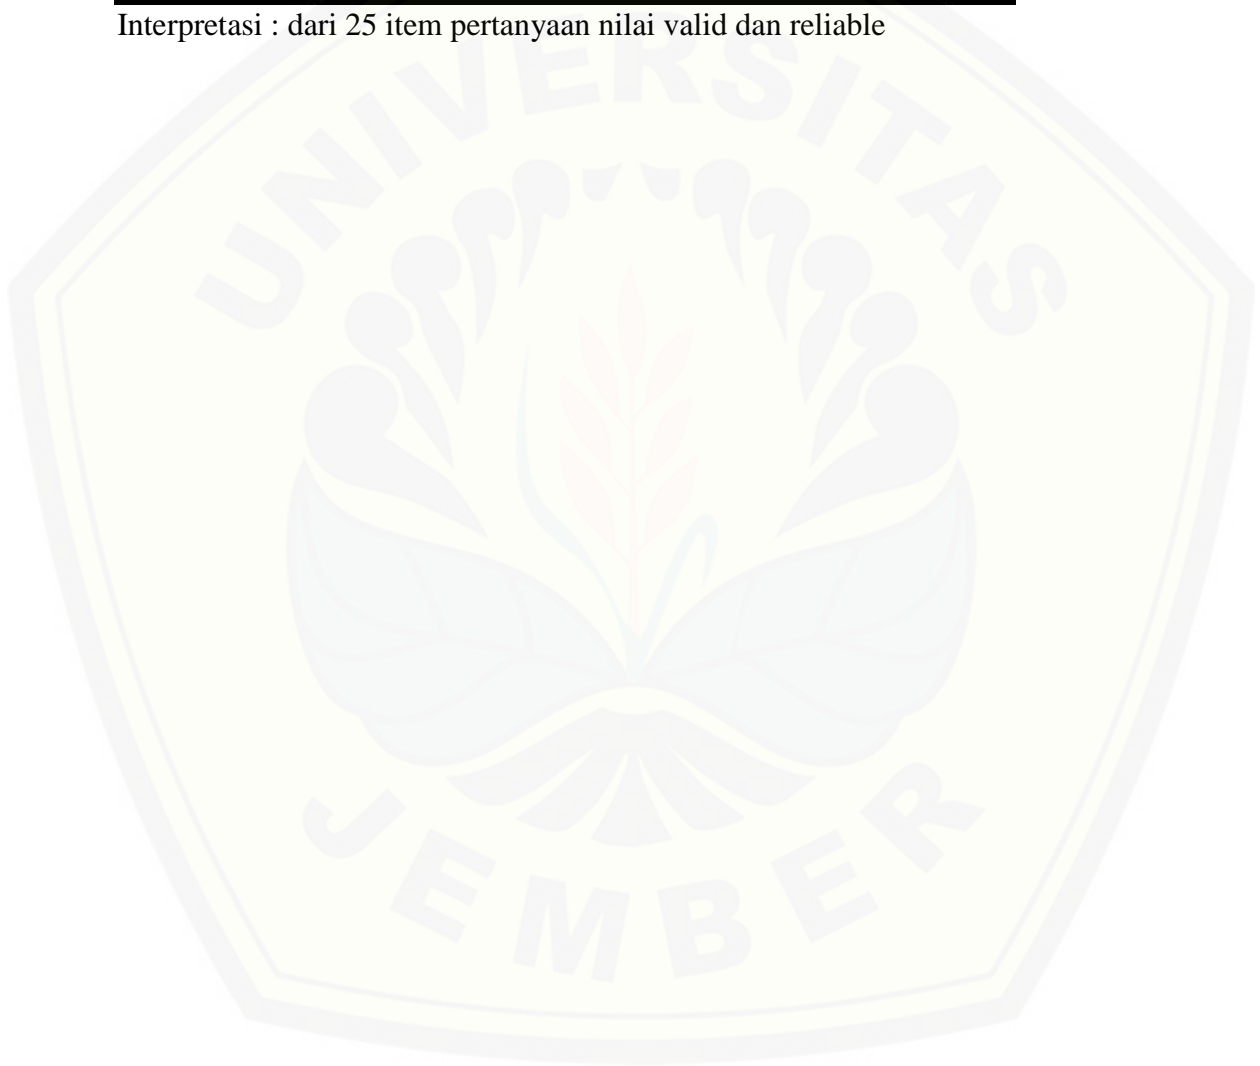 Interpretasi : dari 25 item pertanyaan nilai valid dan reliable
UNIVERSITAS
JEMBER